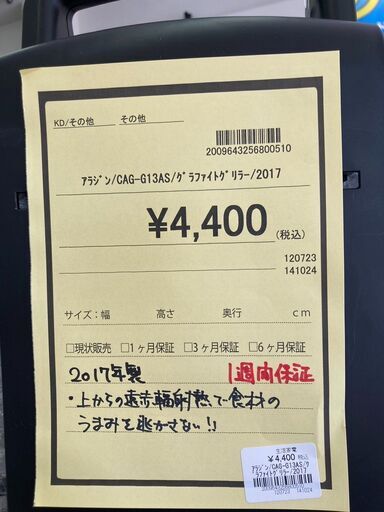 KD/その他 その他
2009643256800510
ｱﾗｼﾞﾝ/CAG-G13AS/ｸﾞﾗﾌｧｲﾄｸﾞﾘﾗｰ/2017
¥4,400(税込)
120723
141024
サイズ：幅 高さ 奥行 ｃｍ
□現状販売 □１ヶ月保証 □３ヶ月保証 □６ヶ月保証
2017年製 1週間保証
・上からの遠赤輻射熱で食材の
うまみを逃がさない!!
生活家電
¥4,400 税込
ｱﾗｼﾞﾝ/CAG-G13AS/ｸﾞ
ﾗﾌｧｲﾄｸﾞﾘﾗｰ/2017
2009643256800510
120723 141024